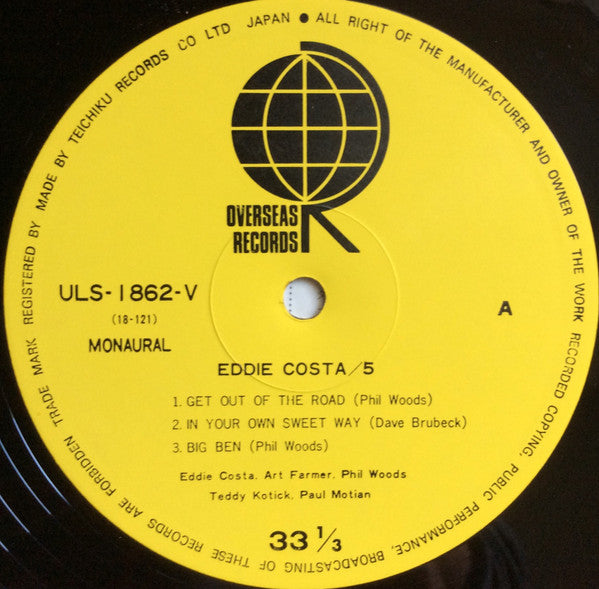 TRADE MARK REGISTERED BY MADE BY TEICHIKU RECORDS CO LTD JAPAN ● ALL RIGHT OF THE MANUFACTURER AND OWNER OF THE WORK RECORDED COPYING, PUBLIC PERFORMANCE, BROADCASTING OF THESE RECORDS ARE FORBIDDEN
OVERSEAS
RECORDS
ULS-1862-V
(18-121)
MONAURAL
A
EDDIE COSTA/5
1. GET OUT OF THE ROAD (Phil Woods)
2. IN YOUR OWN SWEET WAY (Dave Brubeck)
3. BIG BEN (Phil Woods)
Eddie Costa. Art Farmer. Phil Woods
Teddy Kotick. Paul Motian
33 1/3